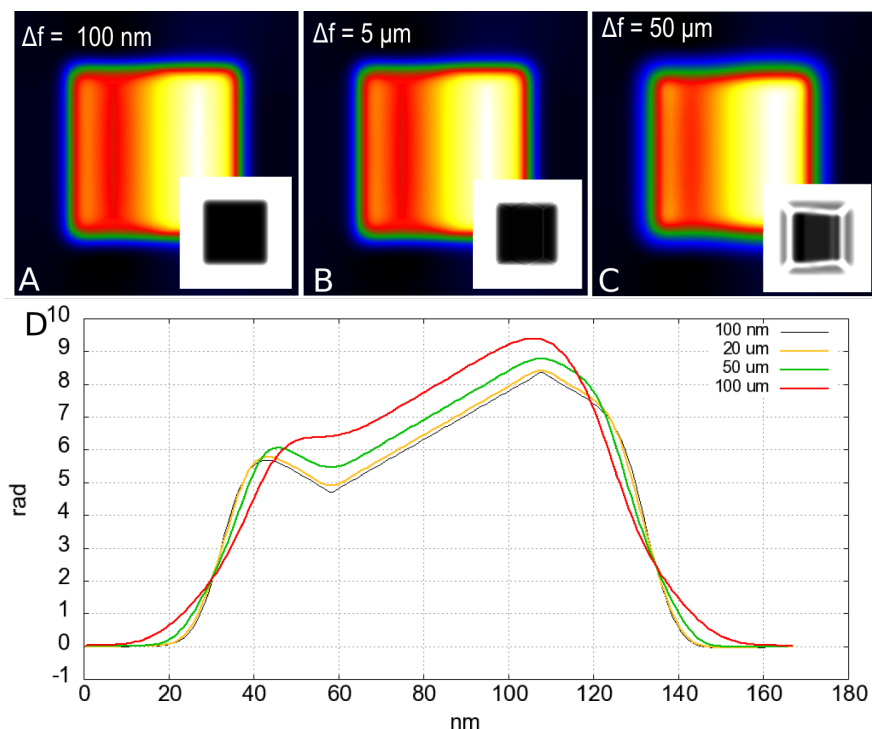 Δf = 100 nm
Δf = 5 μm
Δf = 50 μm
A
B
C
D
10
9
8
7
6
5
4
3
2
1
0
-1
rad
100 nm
20 um
50 um
100 um
0
20
40
60
80
100
120
140
160
180
nm